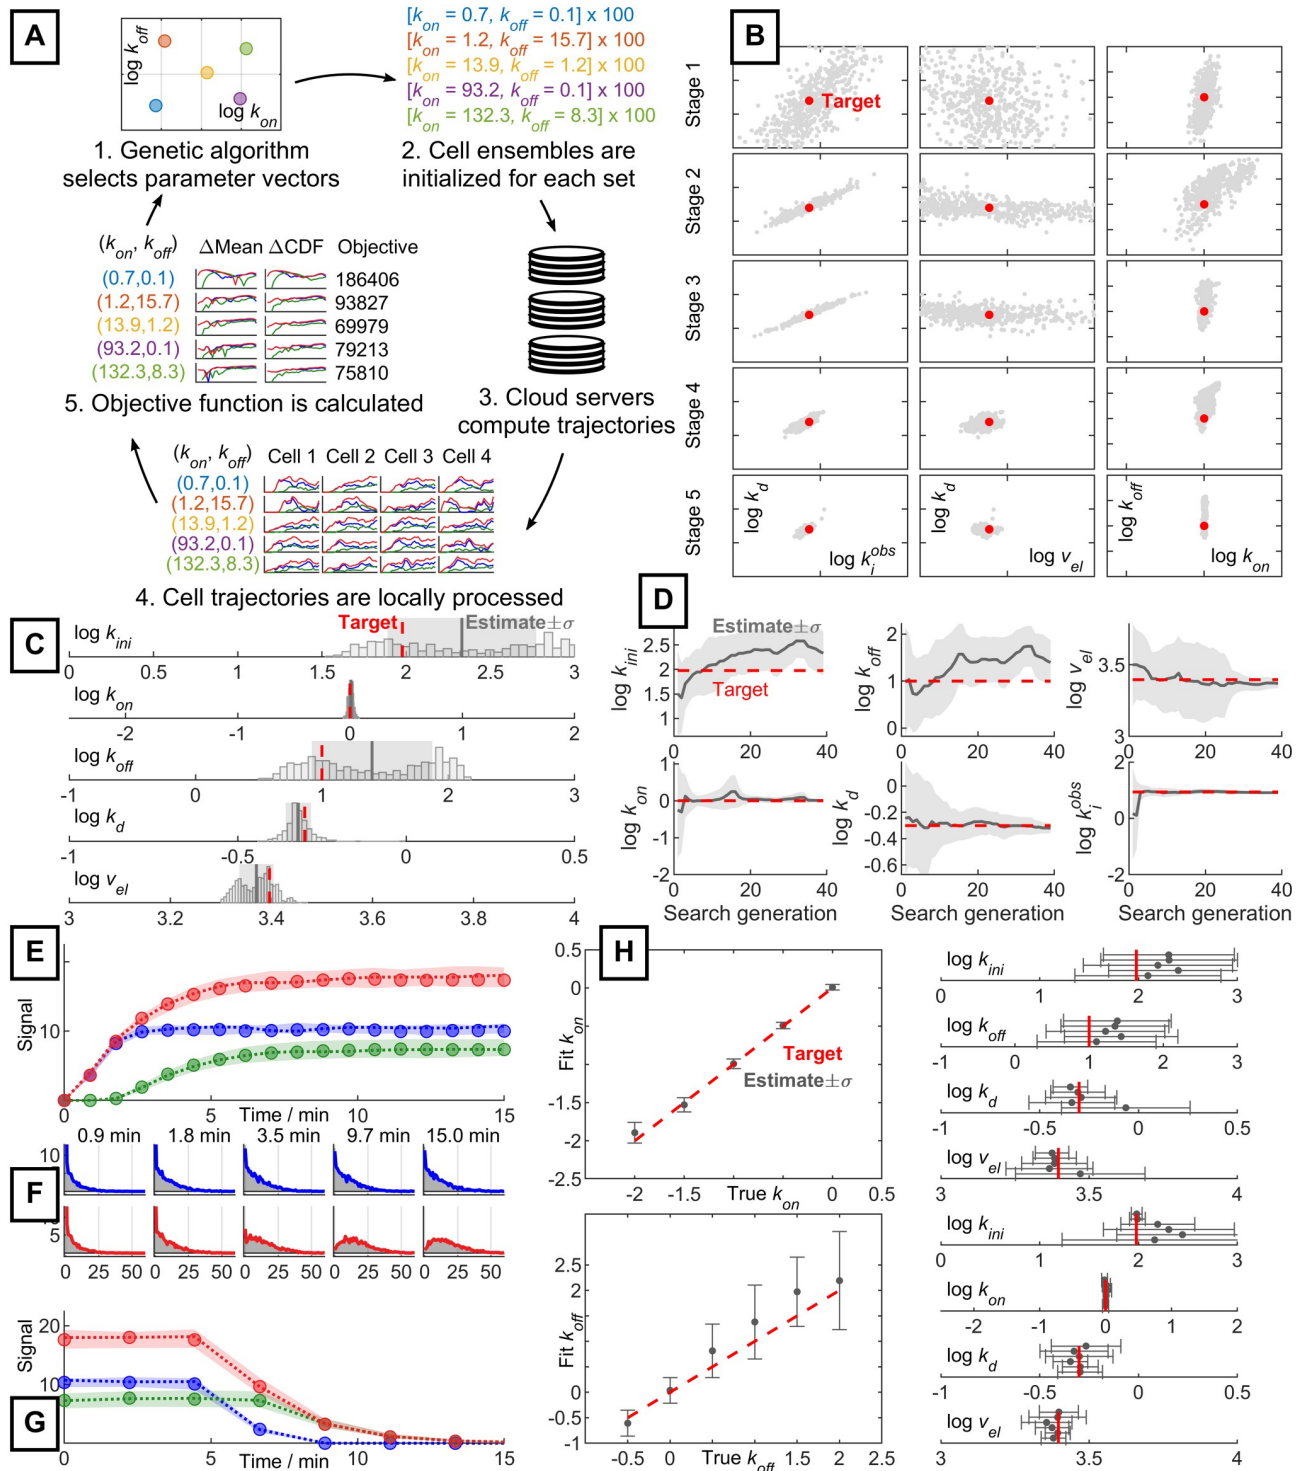 A
log k_off
log k_on
[k_on = 0.7, k_off = 0.1] x 100
[k_on = 1.2, k_off = 15.7] x 100
[k_on = 13.9, k_off = 1.2] x 100
[k_on = 93.2, k_off = 0.1] x 100
[k_on = 132.3, k_off = 8.3] x 100
1. Genetic algorithm
selects parameter vectors
2. Cell ensembles are
initialized for each set
(k_on, k_off) ΔMean ΔCDF Objective
(0.7,0.1) 186406
(1.2,15.7) 93827
(13.9,1.2) 69979
(93.2,0.1) 79213
(132.3,8.3) 75810
5. Objective function is calculated
3. Cloud servers
compute trajectories
(k_on, k_off) Cell 1 Cell 2 Cell 3 Cell 4
(0.7,0.1)
(1.2,15.7)
(13.9,1.2)
(93.2,0.1)
(132.3,8.3)
4. Cell trajectories are locally processed
B
Stage 1
Target
Stage 2
Stage 3
Stage 4
Stage 5
log k_d
log k_i^obs
log k_d
log v_el
log k_off
log k_on
C
log k_ini
Target
Estimate±σ
0 0.5 1 1.5 2 2.5 3
log k_on
-2 -1 0 1 2
log k_off
-1 0 1 2 3
log k_d
-1 -0.5 0 0.5
log v_el
3 3.2 3.4 3.6 3.8 4
D
log k_ini
2.5
2
1.5
1
Estimate±σ
Target
0 20 40
log k_off
2
1
0
0 20 40
log v_el
3.5
3
0 20 40
log k_on
1
0
-1
0 20 40
Search generation
log k_d
0
-0.2
-0.4
-0.6
0 20 40
Search generation
log k_i^obs
2
0
-2
0 20 40
Search generation
E
Signal
10
0 5 10 15
Time / min
F
0.9 min 1.8 min 3.5 min 9.7 min 15.0 min
10
5
0 25 50 0 25 50 0 25 50 0 25 50 0 25 50
G
Signal
20
10
0 5 10 15
Time / min
H
Fit k_on
0.5
0
-0.5
-1
-1.5
-2
-2.5
Target
Estimate±σ
-2 -1.5 -1 -0.5 0 0.5
True k_on
Fit k_off
2.5
2
1.5
1
0.5
0
-0.5
-1
-0.5 0 0.5 1 1.5 2 2.5
True k_off
log k_ini
0 1 2 3
log k_off
-1 0 1 2 3
log k_d
-1 -0.5 0 0.5
log v_el
3 3.5 4
log k_ini
0 1 2 3
log k_on
-2 -1 0 1 2
log k_d
-1 -0.5 0 0.5
log v_el
3 3.5 4